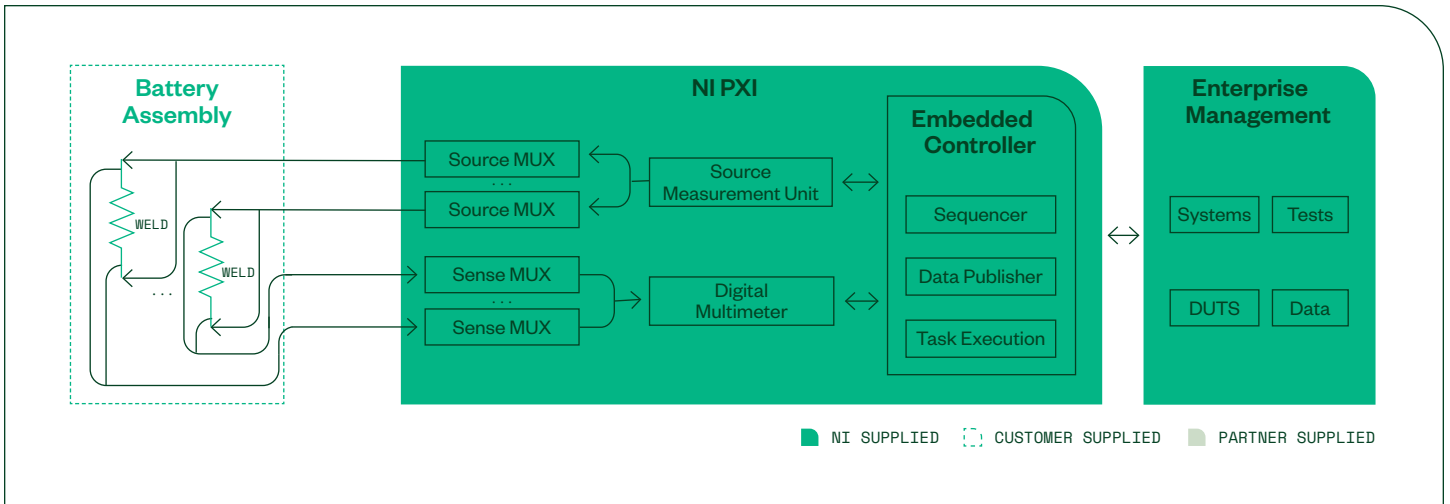 Battery
Assembly
WELD
WELD
...
NI PXI
Source MUX
...
Source MUX
Sense MUX
...
Sense MUX
Source
Measurement Unit
Digital
Multimeter
Embedded
Controller
Sequencer
Data Publisher
Task Execution
Enterprise
Management
Systems
Tests
DUTS
Data
NI SUPPLIED
CUSTOMER SUPPLIED
PARTNER SUPPLIED